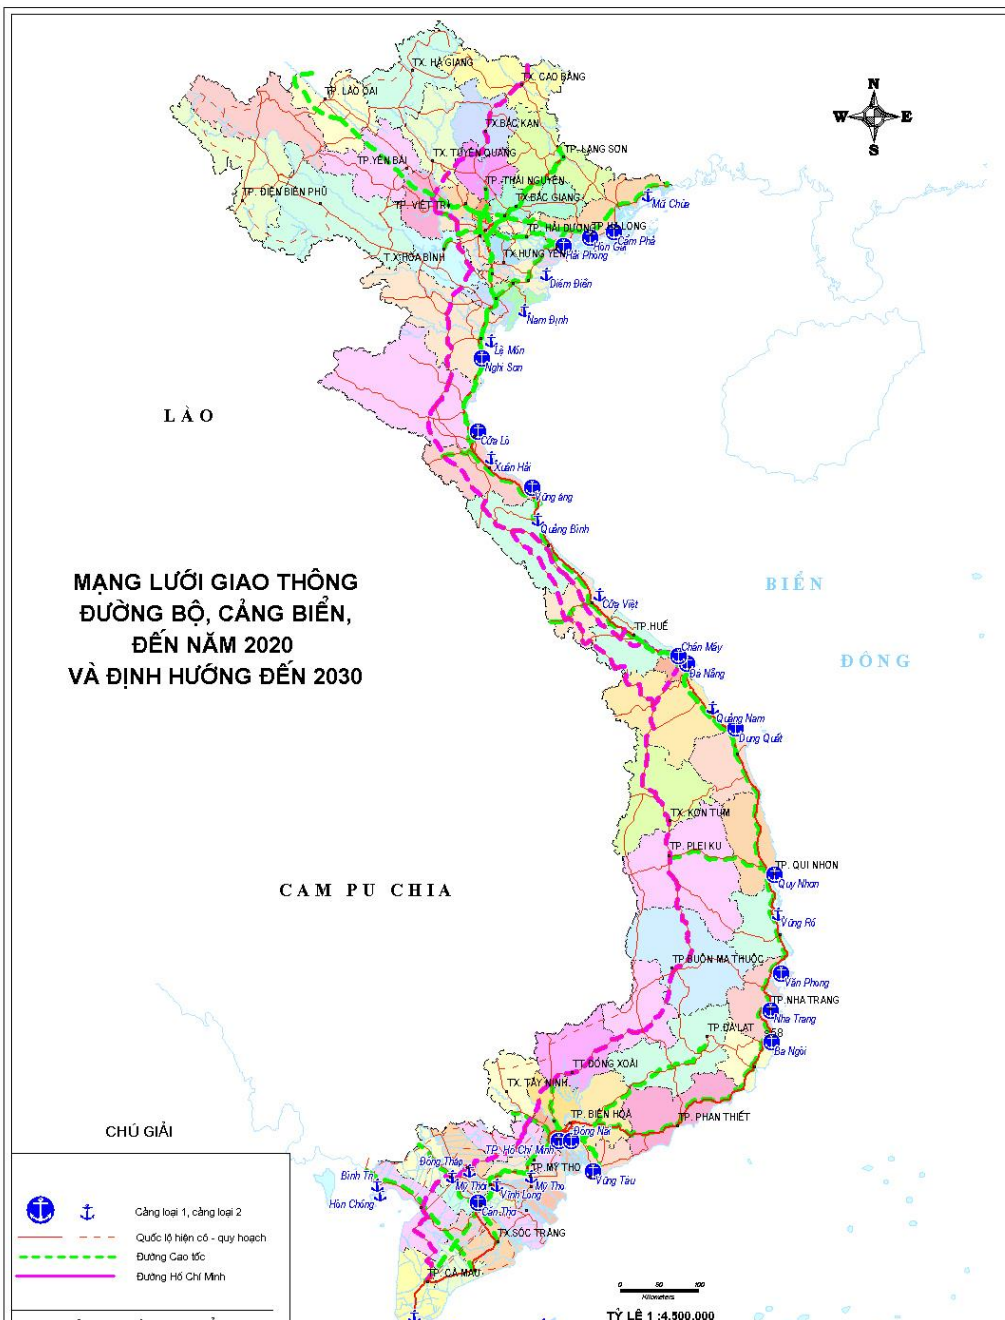 TX. HÀ GIANG
TX. CAO BẰNG
TP. LÀO CAI
N
W E
S
TX.BẮC KẠN
TP. LẠNG SƠN
TX. TUYÊN QUANG
TP.YÊN BÁI
TP. THÁI NGUYÊN
TP. ĐIỆN BIÊN PHỦ
TX.BẮC GIANG
Mũ Chùa
TP. VIỆT TRÌ
TP. HẢI DƯƠNG
Cẩm Phả
Hòn Gai
Hải Phòng
TX.HƯNG YÊN
T.X.HÒA BÌNH
Diêm Điền
Nam Định
Lệ Môn
Nghi Sơn
LÀO
Cửa Lò
Xuân Hải
Vũng áng
Quảng Bình
MẠNG LƯỚI GIAO THÔNG
ĐƯỜNG BỘ, CẢNG BIỂN,
ĐẾN NĂM 2020
VÀ ĐỊNH HƯỚNG ĐẾN 2030
BIỂN
ĐÔNG
Cửa Việt
TP.HUẾ
Chân Mây
Đà Nẵng
Quảng Nam
Dung Quất
TX.KON TUM
TP. PLEIKU
TP. QUI NHƠN
Quy Nhơn
CAM PU CHIA
Vũng Rô
TP.BUÔN MA THUỘC
Vân Phong
TP.NHA TRANG
Nha Trang
TP.ĐÀ LẠT
Ba Ngòi
TT.ĐỒNG XOÀI
TX. TÂY NINH
TP. BIÊN HOÀ
TP. PHAN THIẾT
Đồng Nai
TP. Hồ Chí Minh
TP.MỸ THO
Đồng Tháp
Bình Trị
Mỹ Thới
Mỹ Tho
Vũng Tàu
Vĩnh Long
Hòn Chông
Cần Thơ
TX.SÓC TRĂNG
TP. CÀ MAU
CHÚ GIẢI
Cảng loại 1, cảng loại 2
Quốc lộ hiện có - quy hoạch
Đường Cao tốc
Đường Hồ Chí Minh
0 50 100
Kilometers
TỶ LỆ 1 :4.500.000